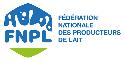 FNPL
FÉDÉRATION
NATIONALE
DES PRODUCTEURS
DE LAIT